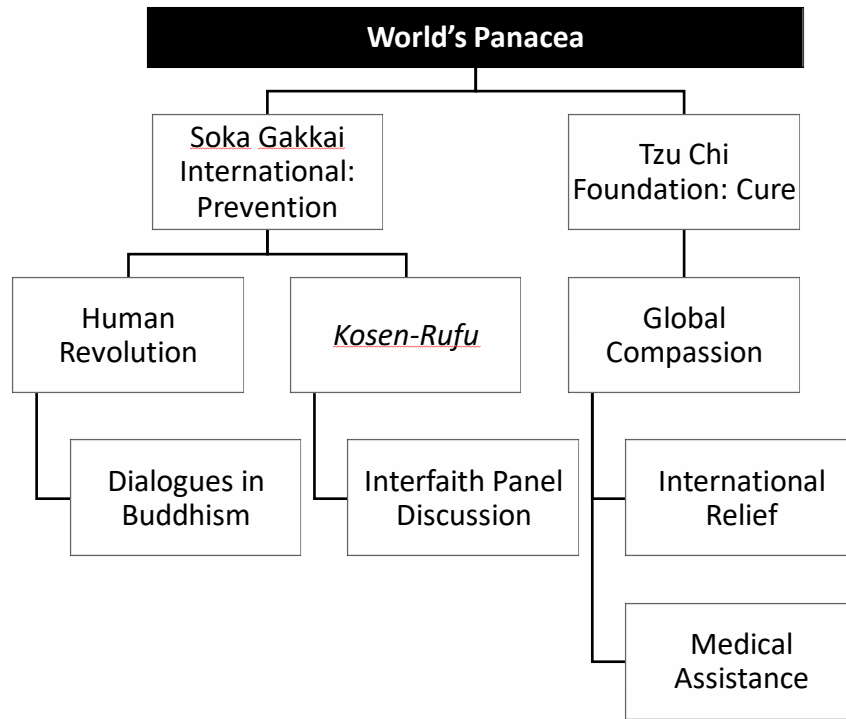 World's Panacea
Soka Gakkai
International:
Prevention
Tzu Chi
Foundation: Cure
Human
Revolution
Kosen-Rufu
Global
Compassion
Dialogues in
Buddhism
Interfaith Panel
Discussion
International
Relief
Medical
Assistance